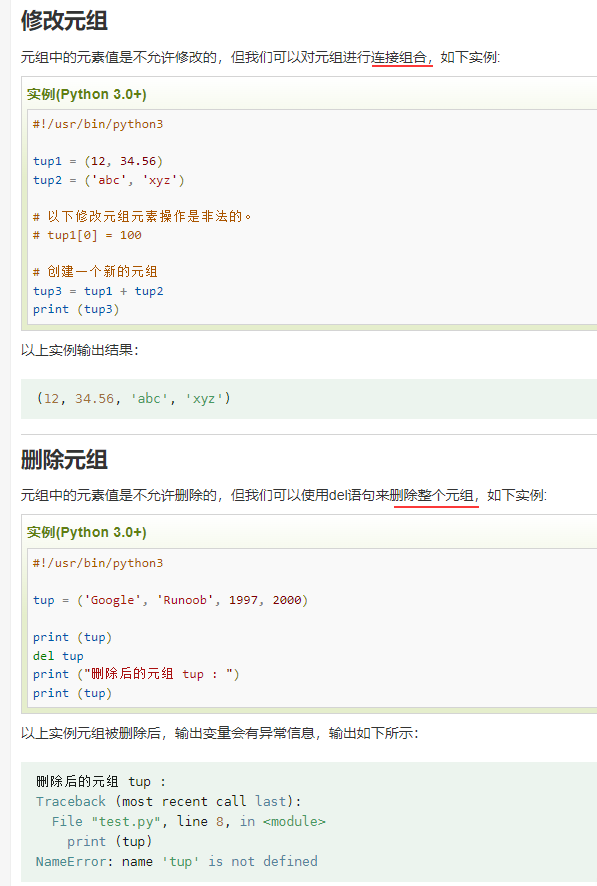 修改元组
元组中的元素值是不允许修改的，但我们可以对元组进行连接组合，如下实例:
实例(Python 3.0+)
#!/usr/bin/python3
tup1 = (12, 34.56)
tup2 = ('abc', 'xyz')
# 以下修改元组元素操作是非法的。
# tup1[0] = 100
# 创建一个新的元组
tup3 = tup1 + tup2
print (tup3)
以上实例输出结果：
(12, 34.56, 'abc', 'xyz')
删除元组
元组中的元素值是不允许删除的，但我们可以使用del语句来删除整个元组，如下实例:
实例(Python 3.0+)
#!/usr/bin/python3
tup = ('Google', 'Runoob', 1997, 2000)
print (tup)
del tup
print ("删除后的元组 tup : ")
print (tup)
以上实例元组被删除后，输出变量会有异常信息，输出如下所示：
删除后的元组 tup :
Traceback (most recent call last):
  File "test.py", line 8, in <module>
    print (tup)
NameError: name 'tup' is not defined